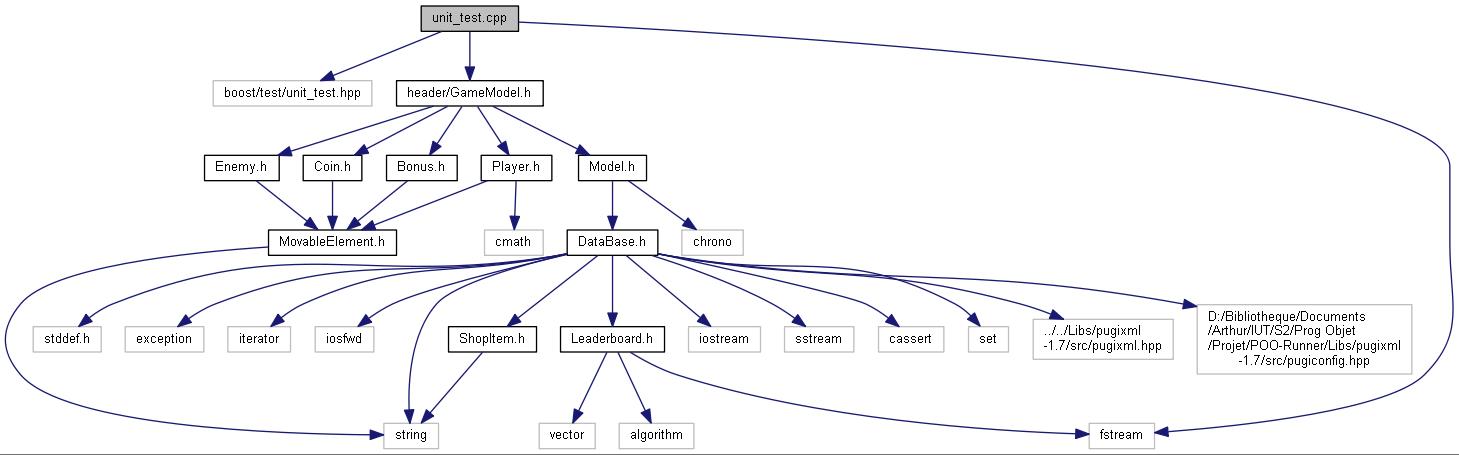 unit_test.cpp
boost/test/unit_test.hpp
header/GameModel.h
Enemy.h
Coin.h
Bonus.h
Player.h
Model.h
MovableElement.h
cmath
DataBase.h
chrono
stddef.h
exception
iterator
iosfwd
ShopItem.h
Leaderboard.h
iostream
sstream
cassert
set
../../Libs/pugixml
-1.7/src/pugixml.hpp
D:/Bibliotheque/Documents
/Arthur/IUT/S2/Prog Objet
/Projet/POO-Runner/Libs/pugixml
-1.7/src/pugiconfig.hpp
string
vector
algorithm
fstream